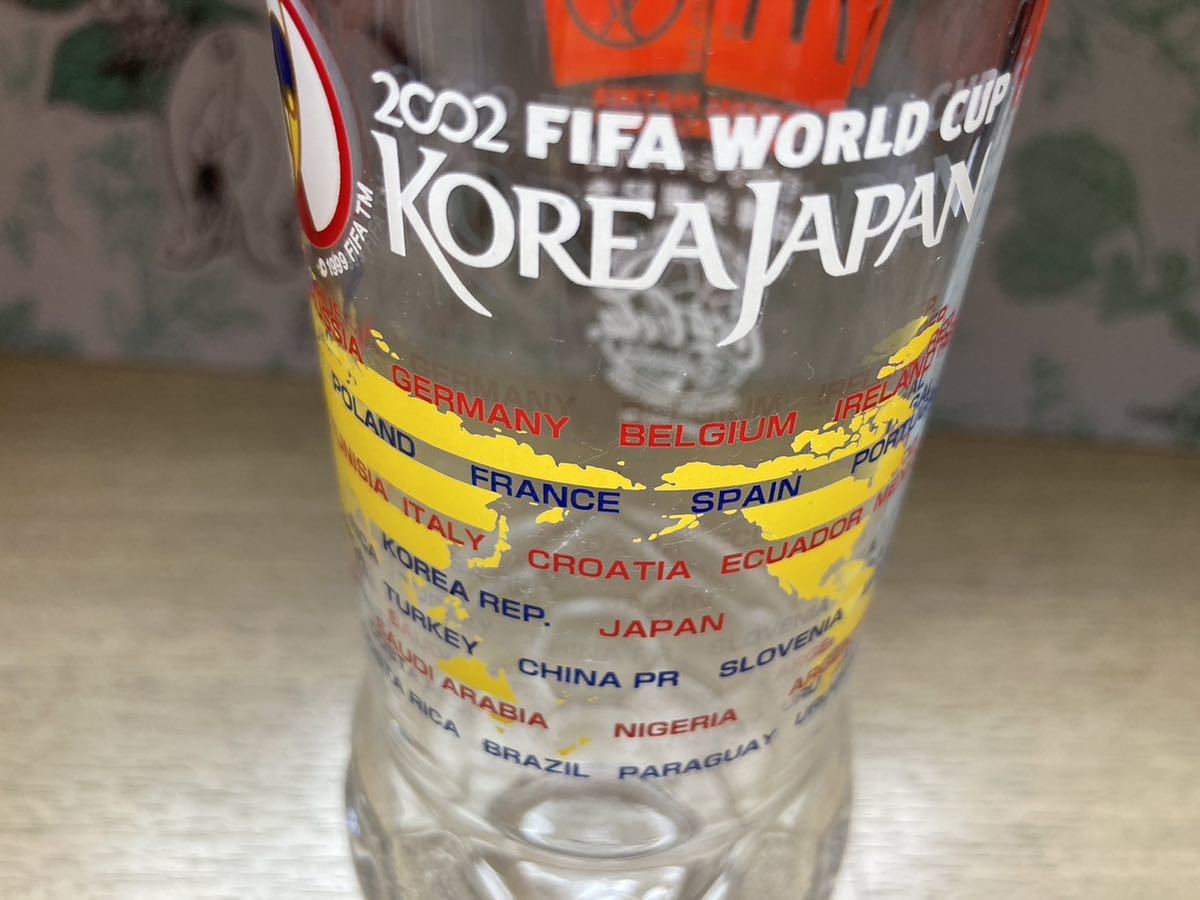 2002 FIFA WORLD CUP
KOREA JAPAN
© 1999 FIFA TM
GERMANY BELGIUM IRELAND
POLAND FRANCE SPAIN
ITALY CROATIA ECUADOR
KOREA REP. JAPAN
TURKEY CHINA PR SLOVENIA
SAUDI ARABIA NIGERIA
RICA BRAZIL PARAGUAY